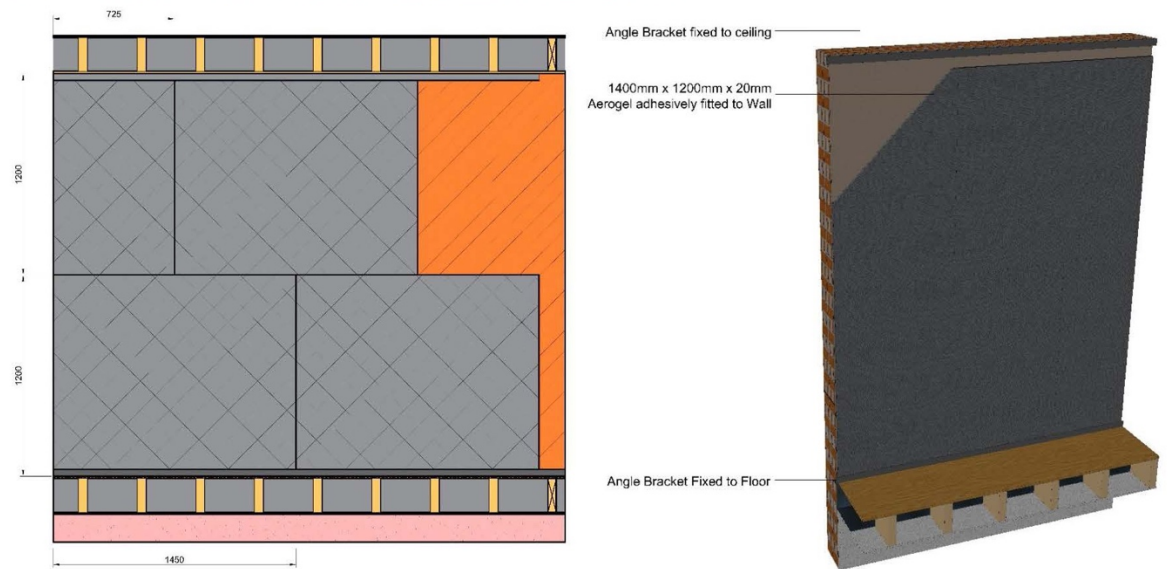 725
1200
1200
1450
Angle Bracket fixed to ceiling
1400mm x 1200mm x 20mm
Aerogel adhesively fitted to Wall
Angle Bracket Fixed to Floor